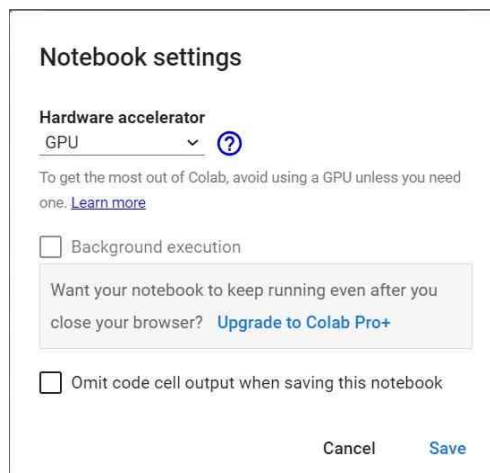 Notebook settings
Hardware accelerator
GPU
?
To get the most out of Colab, avoid using a GPU unless you need
one. Learn more
Background execution
Want your notebook to keep running even after you
close your browser? Upgrade to Colab Pro+
Omit code cell output when saving this notebook
Cancel Save